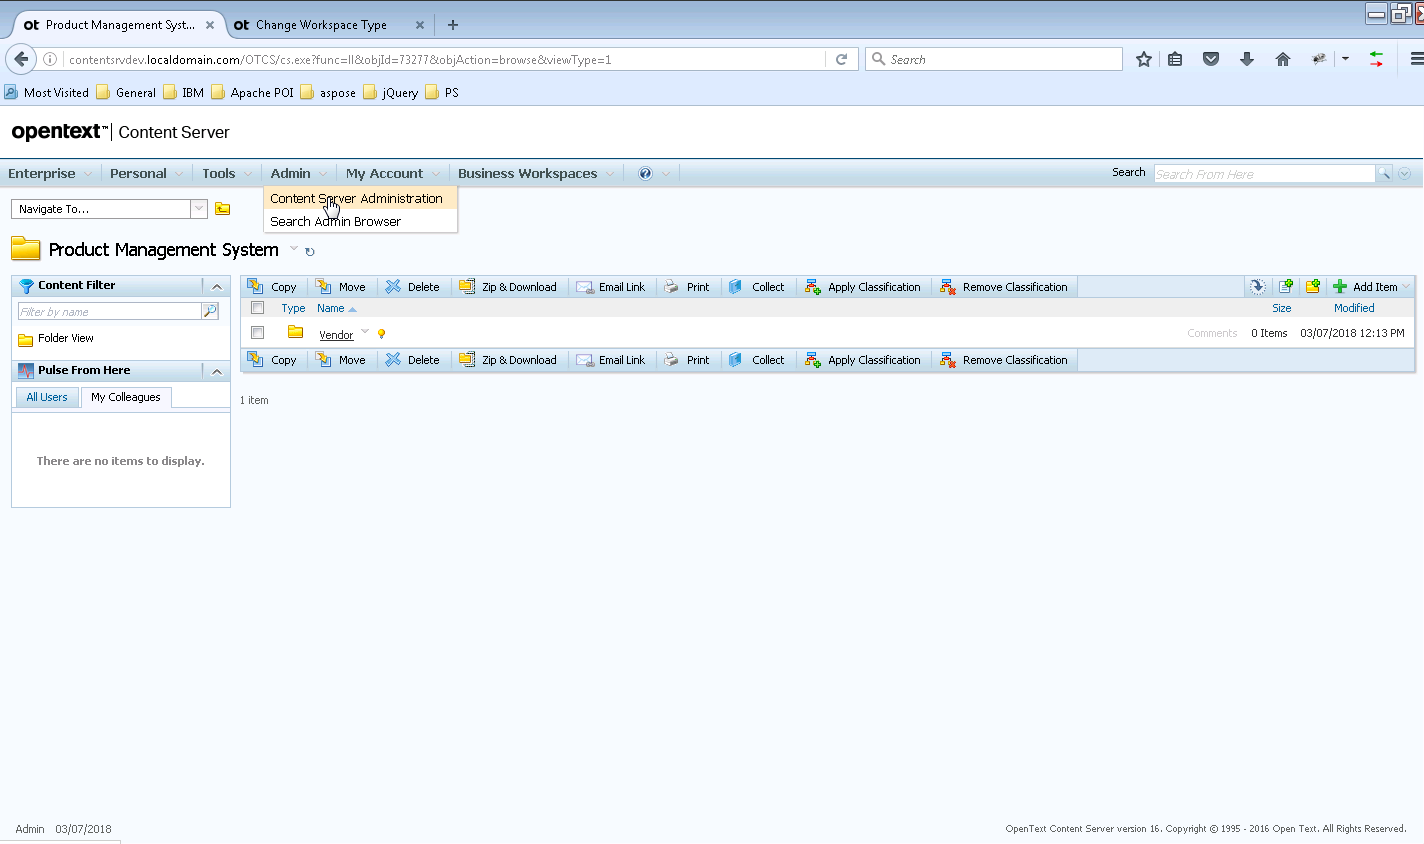 ot Product Management Syst... × ot Change Workspace Type × +
contentsrvdev.localdomain.com/OTCS/cs.exe?func=ll&objId=73277&objAction=browse&viewType=1 Search
Most Visited General IBM Apache POI aspose jQuery PS
opentext™ | Content Server
Enterprise Personal Tools Admin My Account Business Workspaces ? Search Search From Here
Content Server Administration
Search Admin Browser
Navigate To...
Product Management System
Content Filter
Filter by name
Folder View
Pulse From Here
All Users My Colleagues
There are no items to display.
Copy Move Delete Zip & Download Email Link Print Collect Apply Classification Remove Classification Add Item
Type Name Size Modified
Vendor Comments 0 Items 03/07/2018 12:13 PM
Copy Move Delete Zip & Download Email Link Print Collect Apply Classification Remove Classification
1 item
Admin 03/07/2018
OpenText Content Server version 16. Copyright © 1995 - 2016 Open Text. All Rights Reserved.